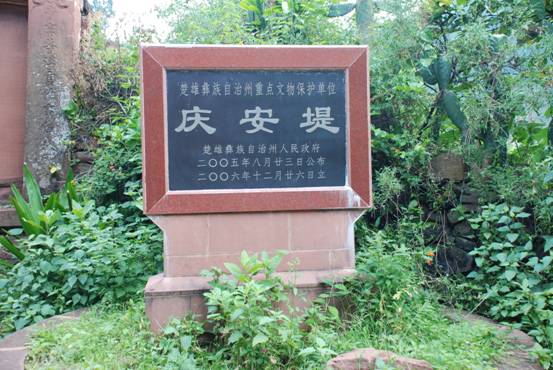 楚雄彝族自治州重点文物保护单位
庆安堤
楚雄彝族自治州人民政府
二〇〇五年八月廿三日公布
二〇〇六年十二月廿六日立